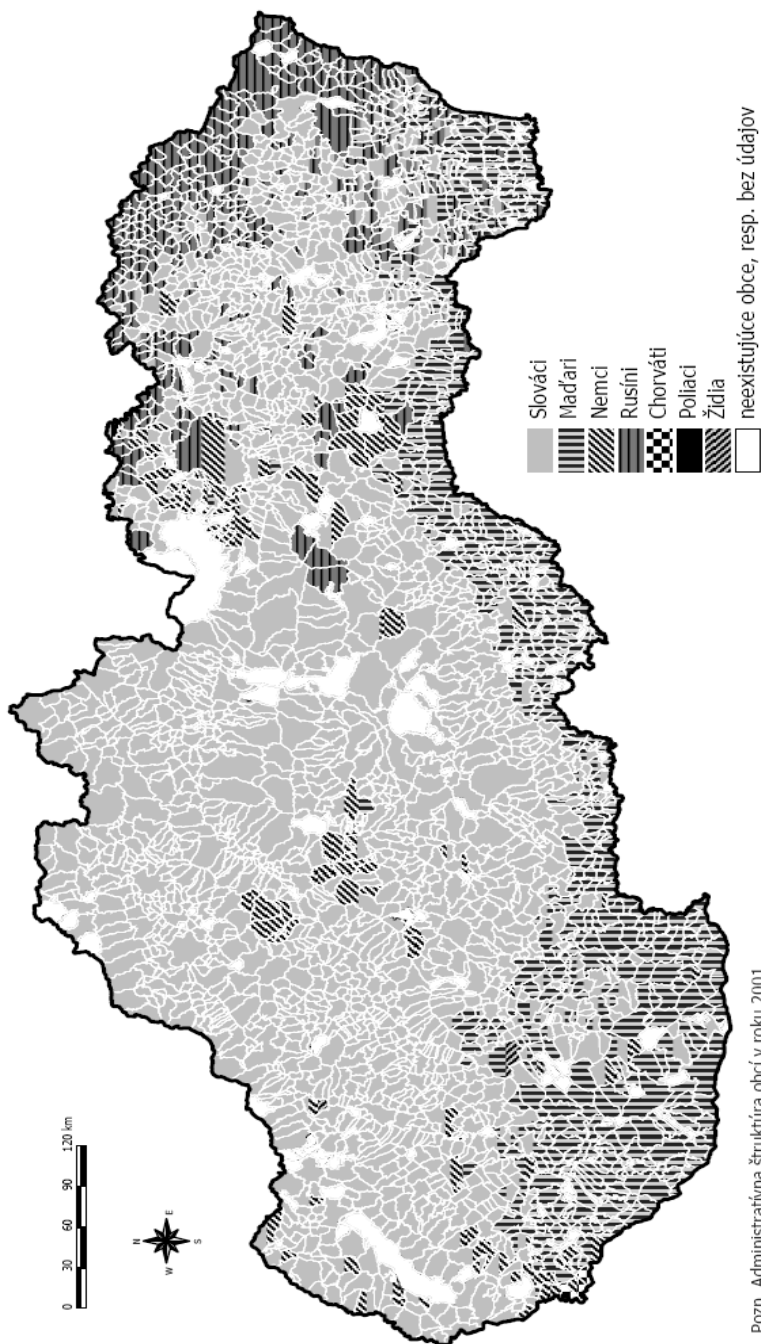 0 30 60 90 120 km
N
W E
S
Slováci
Maďari
Nemci
Rusíni
Chorváti
Poliaci
Židia
neexistujúce obce, resp. bez údajov
Pozn. Administratívna štruktúra obcí v roku 2001